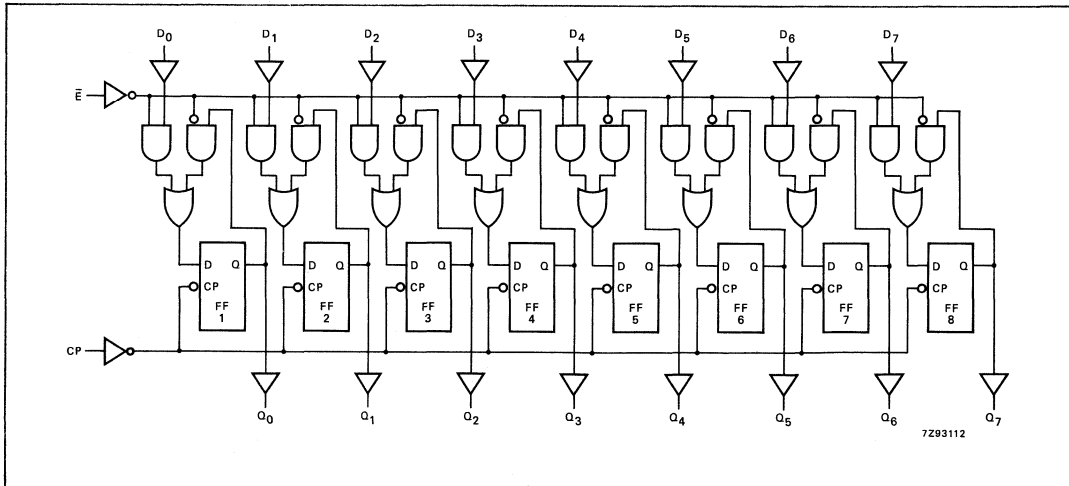 D0 D1 D2 D3 D4 D5 D6 D7
E̅
D Q D Q D Q D Q D Q D Q D Q D Q
CP CP CP CP CP CP CP CP
FF FF FF FF FF FF FF FF
1 2 3 4 5 6 7 8
CP
Q0 Q1 Q2 Q3 Q4 Q5 Q6 Q7
7Z93112